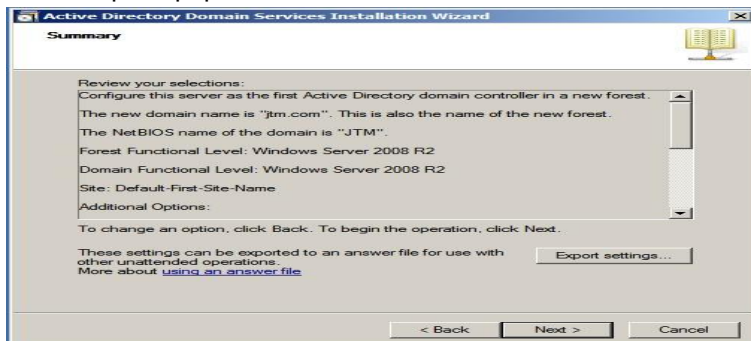 Active Directory Domain Services Installation Wizard
Summary
Review your selections:
Configure this server as the first Active Directory domain controller in a new forest.
The new domain name is "jtm.com". This is also the name of the new forest.
The NetBIOS name of the domain is "JTM".
Forest Functional Level: Windows Server 2008 R2
Domain Functional Level: Windows Server 2008 R2
Site: Default-First-Site-Name
Additional Options:
To change an option, click Back. To begin the operation, click Next.
These settings can be exported to an answer file for use with
other unattended operations.
More about using an answer file
Export settings...
< Back
Next >
Cancel